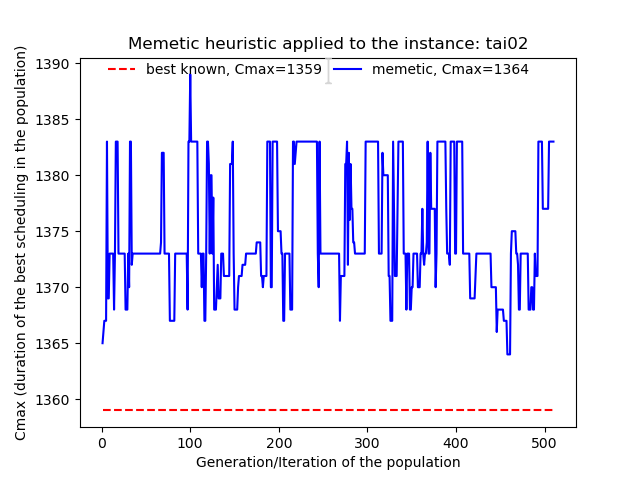 Memetic heuristic applied to the instance: tai02
best known, Cmax=1359
memetic, Cmax=1364
Cmax (duration of the best scheduling in the population)
1390
1385
1380
1375
1370
1365
1360
0 100 200 300 400 500
Generation/Iteration of the population